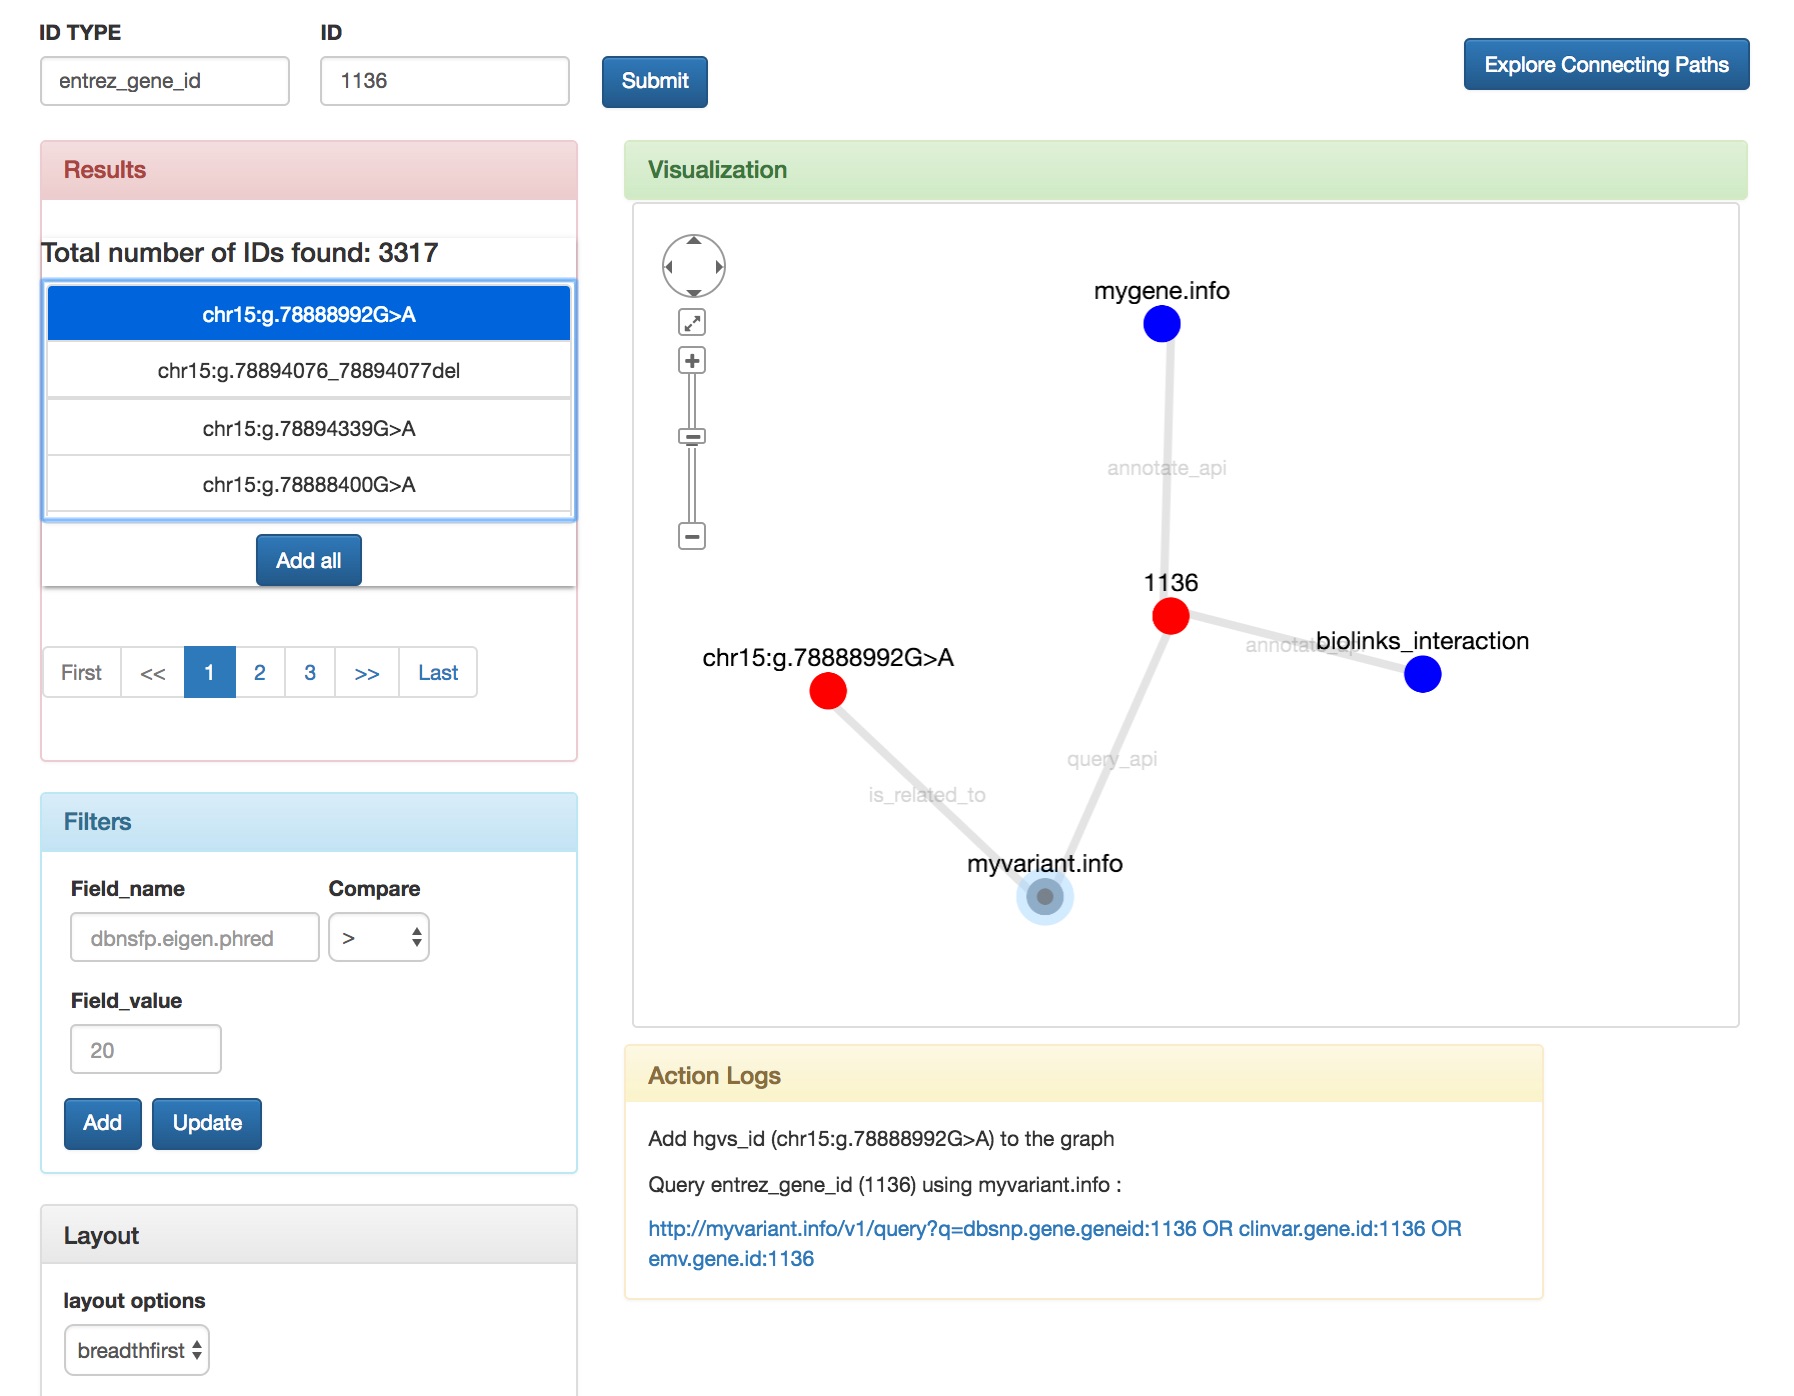 ID TYPE
ID
entrez_gene_id
1136
Submit
Explore Connecting Paths
Results
Total number of IDs found: 3317
chr15:g.78888992G>A
chr15:g.78894076_78894077del
chr15:g.78894339G>A
chr15:g.78888400G>A
Add all
First
<<
1
2
3
>>
Last
Filters
Field_name
Compare
dbnsfp.eigen.phred
>
Field_value
20
Add
Update
Layout
layout options
breadthfirst
Visualization
mygene.info
annotate_api
1136
biolinks_interaction
chr15:g.78888992G>A
query_api
is_related_to
myvariant.info
Action Logs
Add hgvs_id (chr15:g.78888992G>A) to the graph
Query entrez_gene_id (1136) using myvariant.info :
http://myvariant.info/v1/query?q=dbsnp.gene.geneid:1136 OR clinvar.gene.id:1136 OR
emv.gene.id:1136